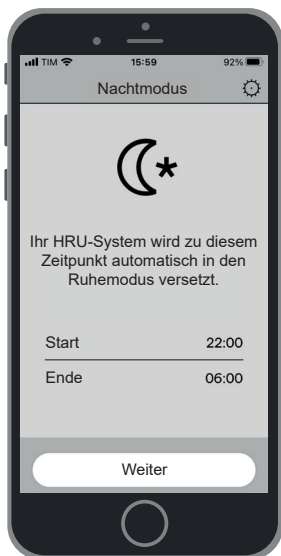 TIM 15:59 92%
Nachtmodus
Ihr HRU-System wird zu diesem
Zeitpunkt automatisch in den
Ruhemodus versetzt.
Start 22:00
Ende 06:00
Weiter